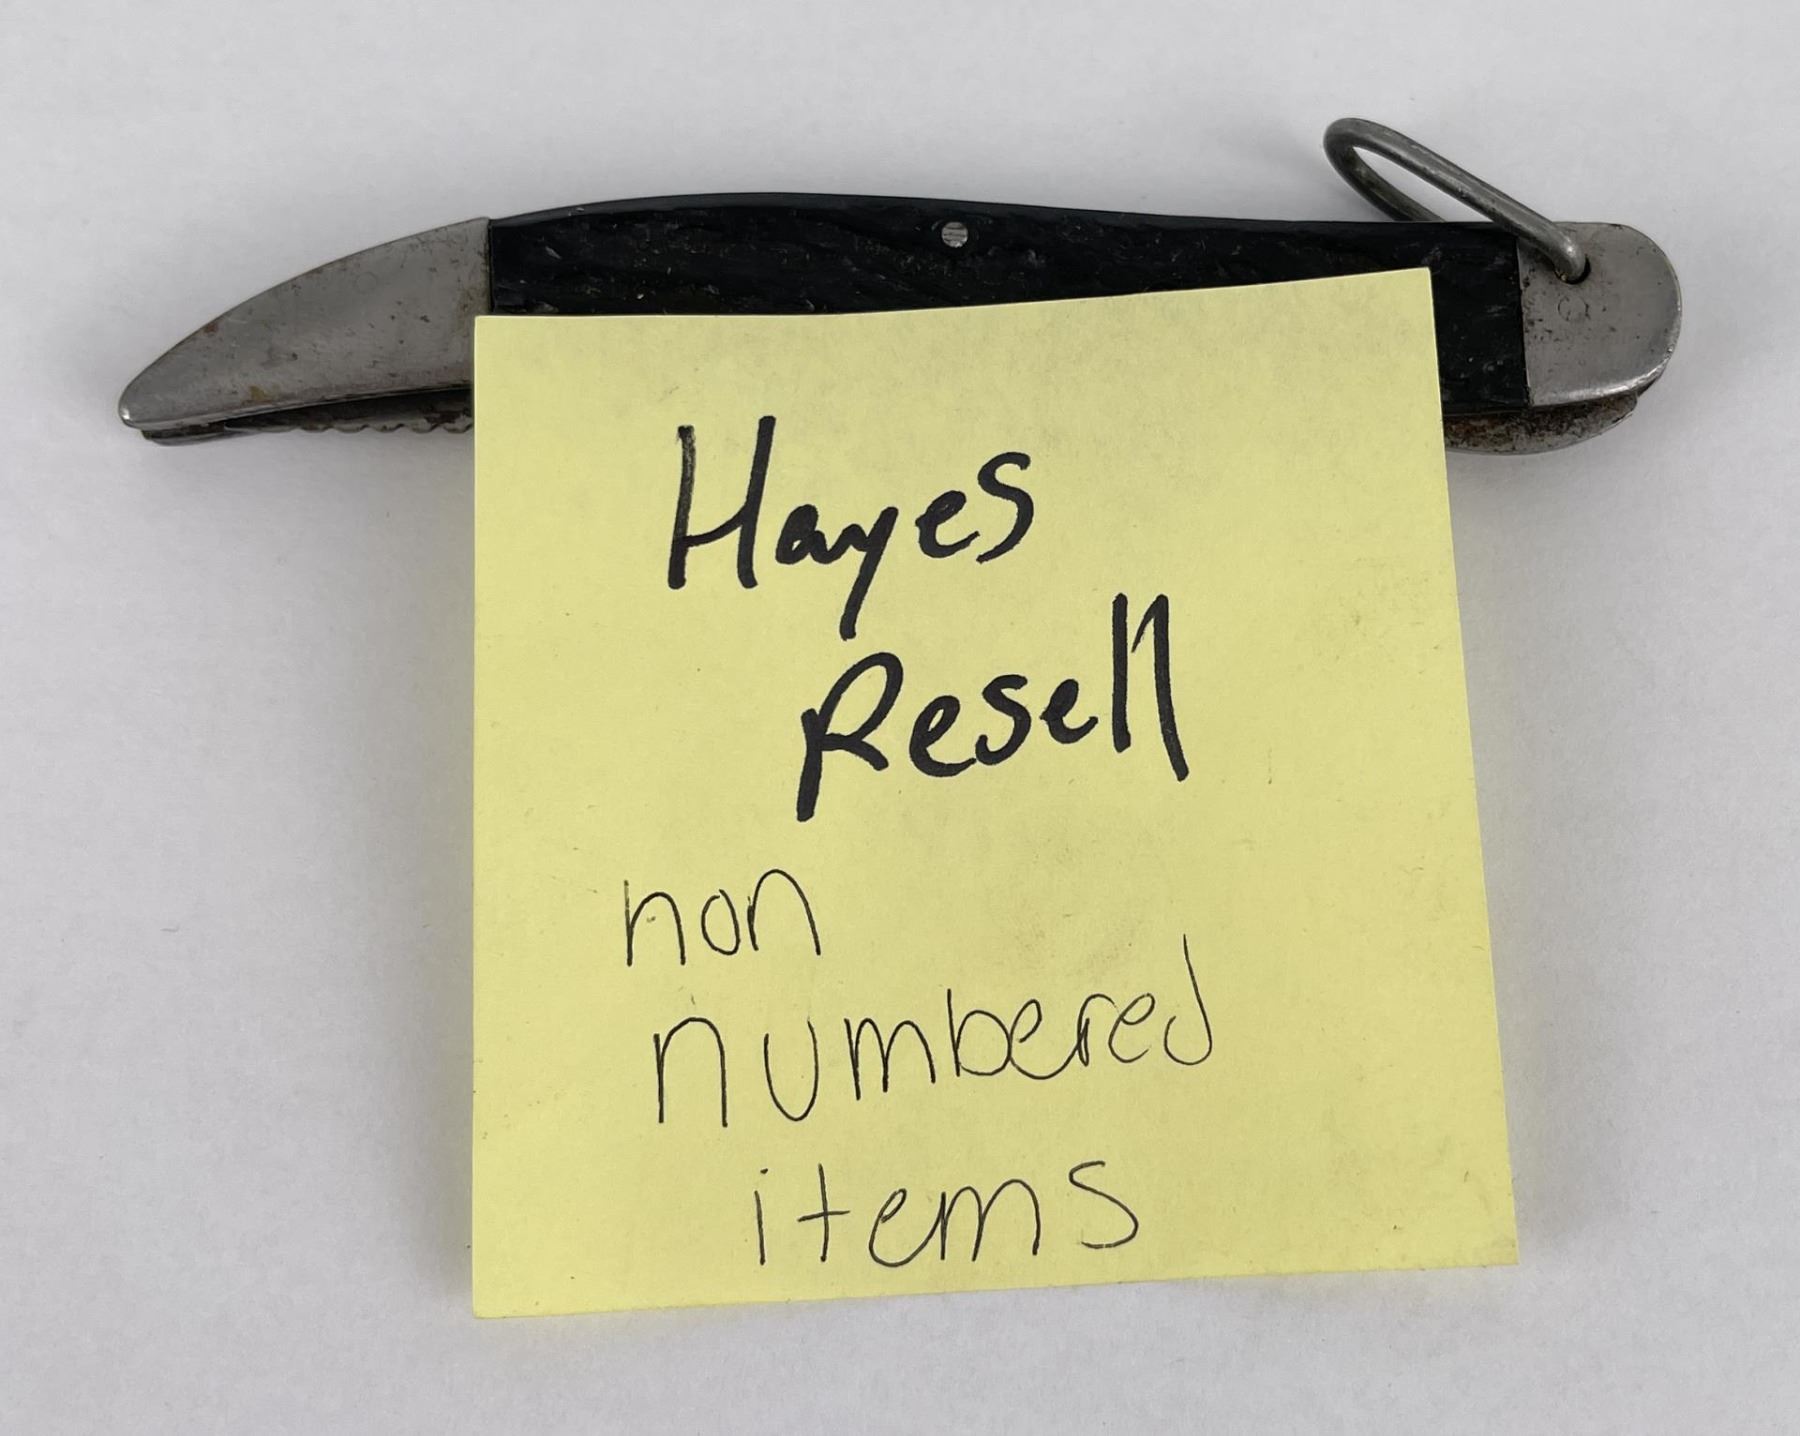 Hayes
Resell
non
numbered
items